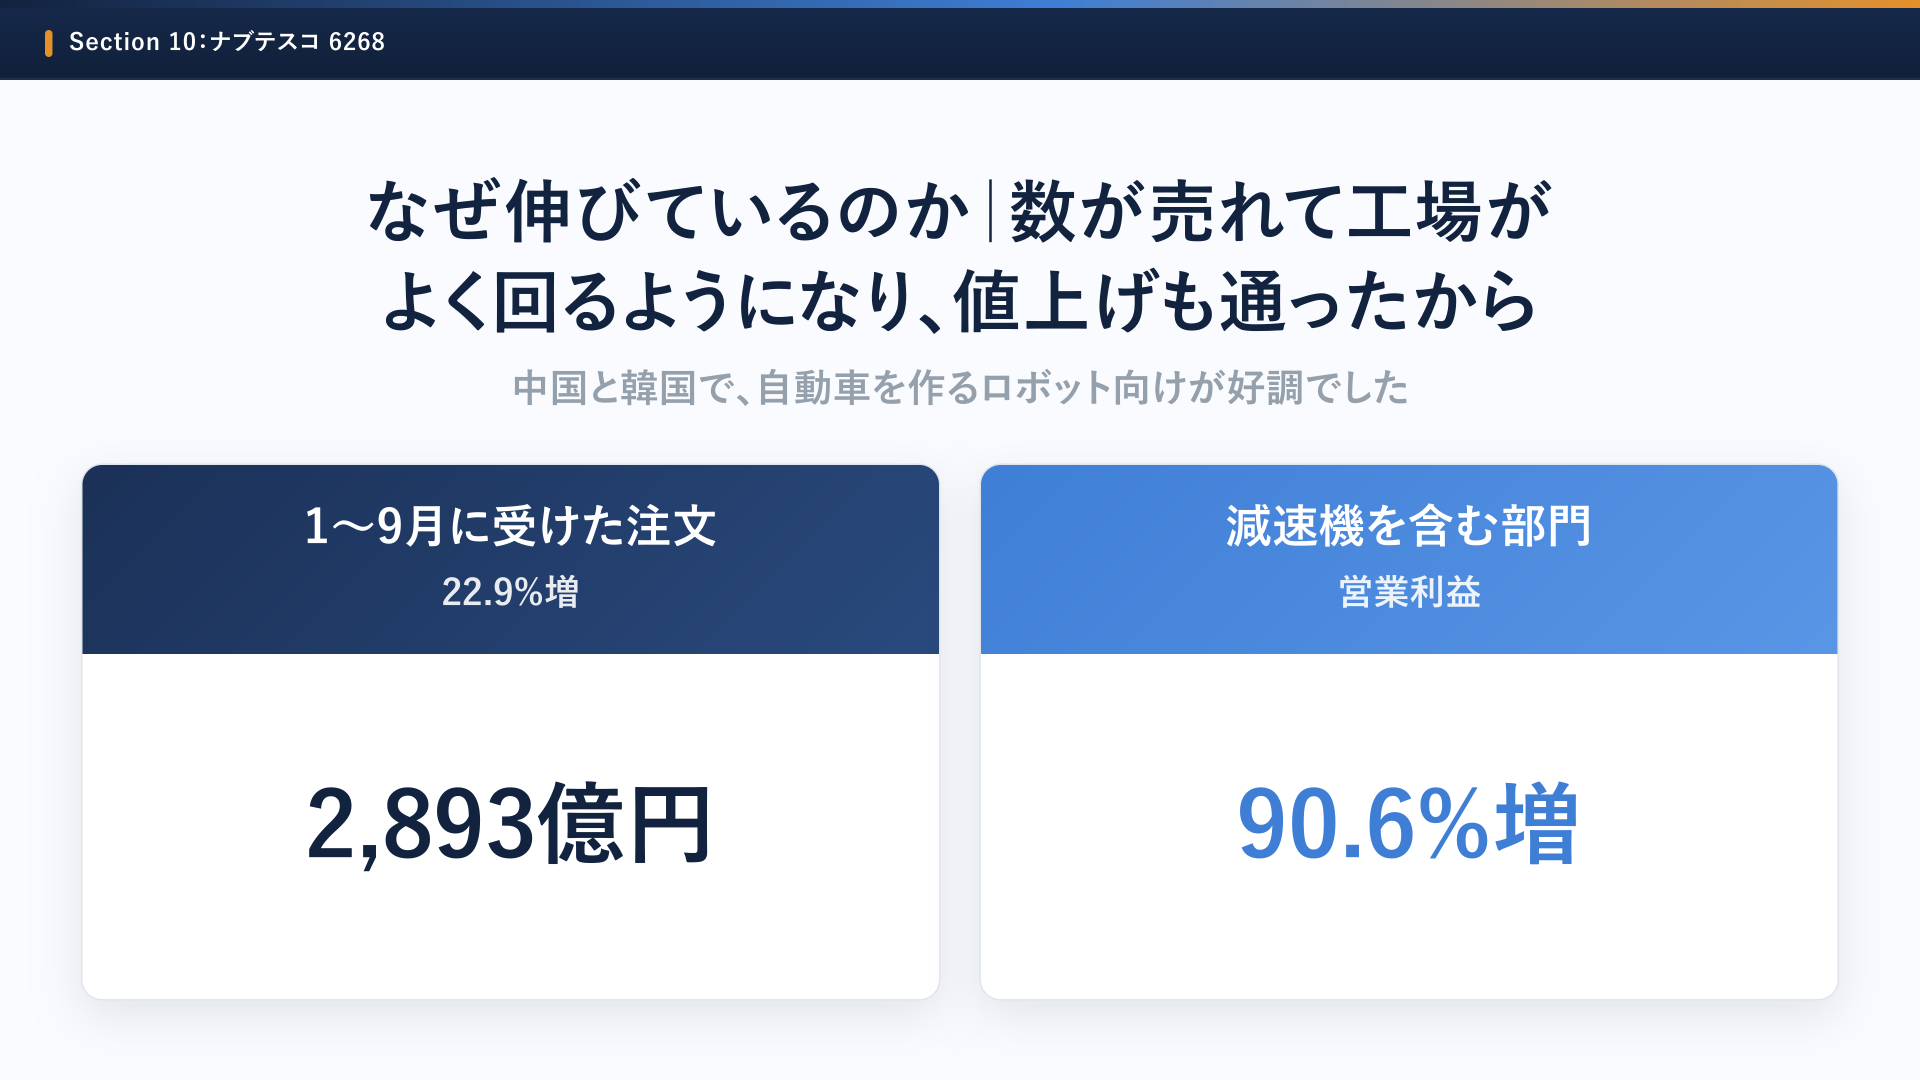 Section 10：ナブテスコ 6268
なぜ伸びているのか｜数が売れて工場が
よく回るようになり、値上げも通ったから
中国と韓国で、自動車を作るロボット向けが好調でした
1〜9月に受けた注文
22.9%増
2,893億円
減速機を含む部門
営業利益
90.6%増